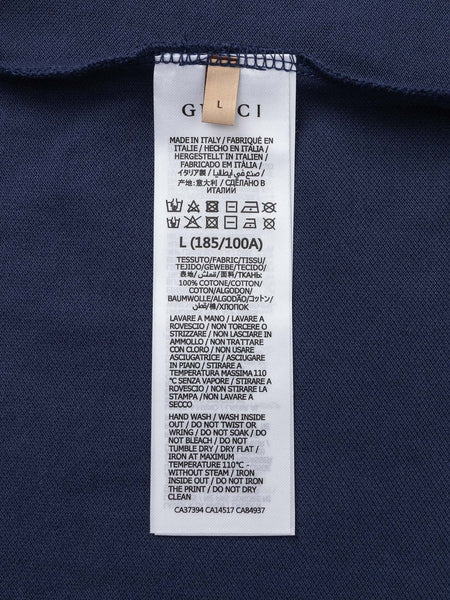 L
GUCCI
MADE IN ITALY / FABRIQUÉ EN
ITALIE / HECHO EN ITALIA/
HERGESTELLT IN ITALIEN /
FABRICADO EM ITÁLIA /
イタリア製 / صنع في ايطاليا /
产地:意大利 / СДЕЛАНО В
ИТАЛИИ
L (185/100A)
TESSUTO/FABRIC/TISSU/
TEJIDO/GEWEBE/TECIDO/
表地/قماش/面料/ТКАНЬ:
100% COTONE/COTTON/
COTON/ALGODON/
BAUMWOLLE/ALGODÃO/コットン/
قطن/棉/ХЛОПОК
LAVARE A MANO / LAVARE A
ROVESCIO / NON TORCERE O
STRIZZARE / NON LASCIARE IN
AMMOLLO / NON TRATTARE
CON CLORO / NON USARE
ASCIUGATRICE / ASCIUGARE
IN PIANO / STIRARE A
TEMPERATURA MASSIMA 110
°C SENZA VAPORE / STIRARE A
ROVESCIO / NON STIRARE LA
STAMPA / NON LAVARE A
SECCO
HAND WASH / WASH INSIDE
OUT / DO NOT TWIST OR
WRING / DO NOT SOAK / DO
NOT BLEACH / DO NOT
TUMBLE DRY / DRY FLAT /
IRON AT MAXIMUM
TEMPERATURE 110°C -
WITHOUT STEAM / IRON
INSIDE OUT / DO NOT IRON
THE PRINT / DO NOT DRY
CLEAN
CA37394 CA14517 CA84937